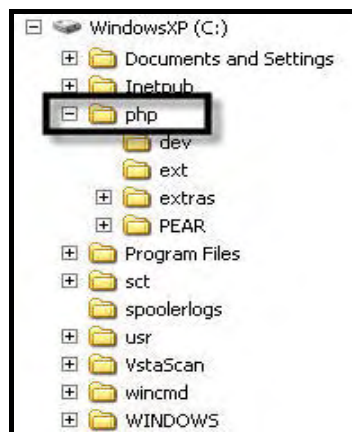 WindowsXP (C:)
Documents and Settings
Inetpub
php
dev
ext
extras
PEAR
Program Files
sct
spoolerlogs
usr
VstaScan
wincmd
WINDOWS